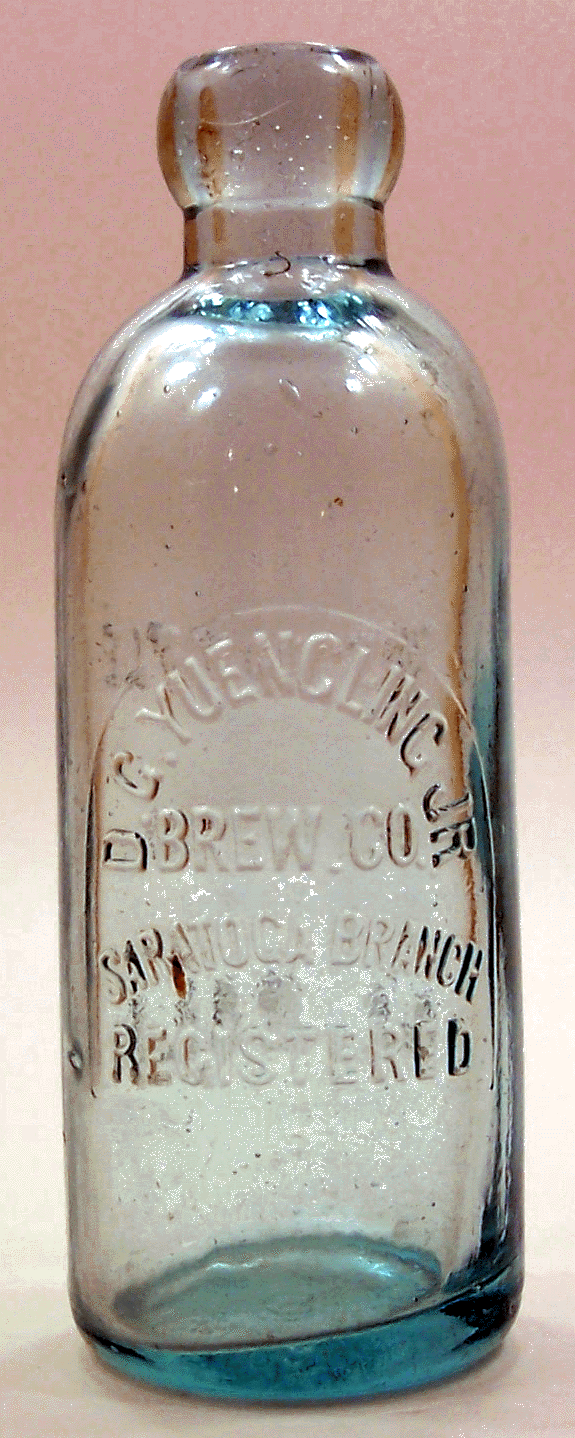 D. G. YUENGLING JR
BREW. CO.
SARATOGA BRANCH
REGISTERED